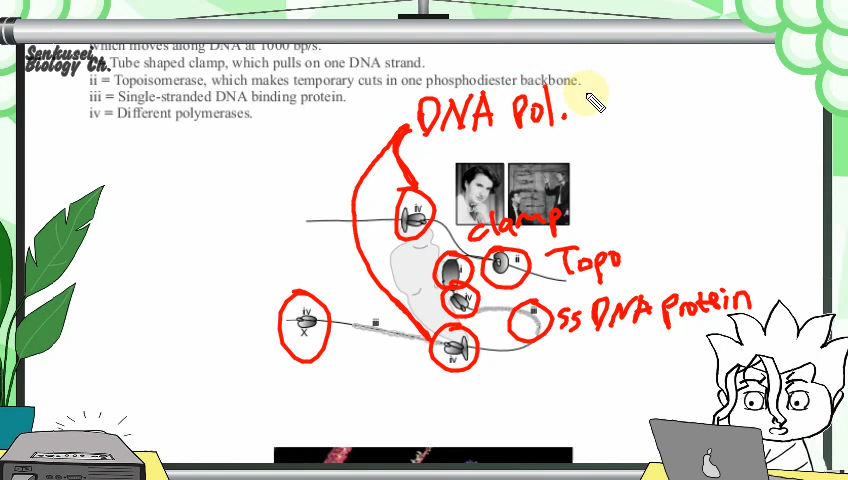 which moves along DNA at 1000 bp/s.
Senkusei
Biology Ch.
Tube shaped clamp, which pulls on one DNA strand.
ii = Topoisomerase, which makes temporary cuts in one phosphodiester backbone.
iii = Single-stranded DNA binding protein.
iv = Different polymerases.
DNA pol.
iv
clamp
i
ii
Topo
iv
iv
X
iii
iii
ss DNA protein
iv